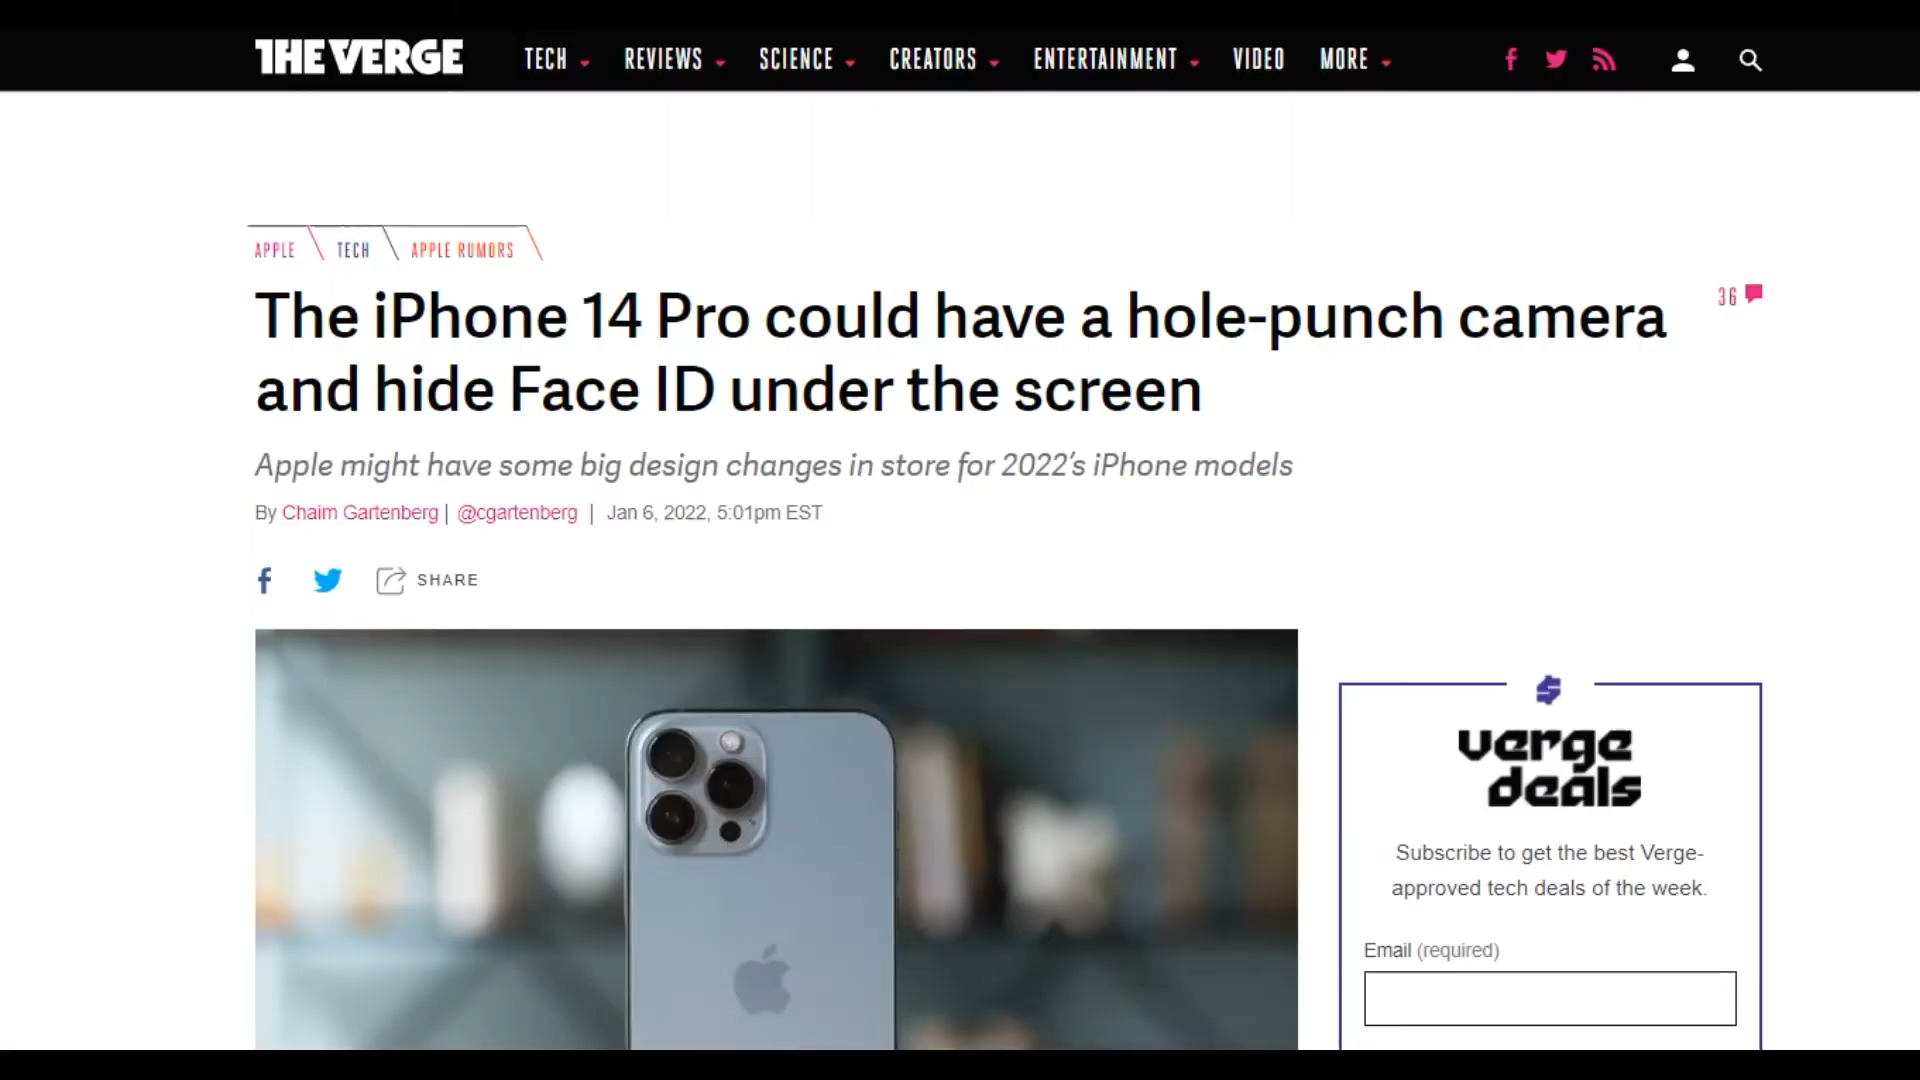 THE VERGE
TECH REVIEWS SCIENCE CREATORS ENTERTAINMENT VIDEO MORE
APPLE TECH APPLE RUMORS
The iPhone 14 Pro could have a hole-punch camera
36
and hide Face ID under the screen
Apple might have some big design changes in store for 2022's iPhone models
By Chaim Gartenberg | @cgartenberg | Jan 6, 2022, 5:01pm EST
SHARE
verge
deals
Subscribe to get the best Verge-
approved tech deals of the week.
Email (required)